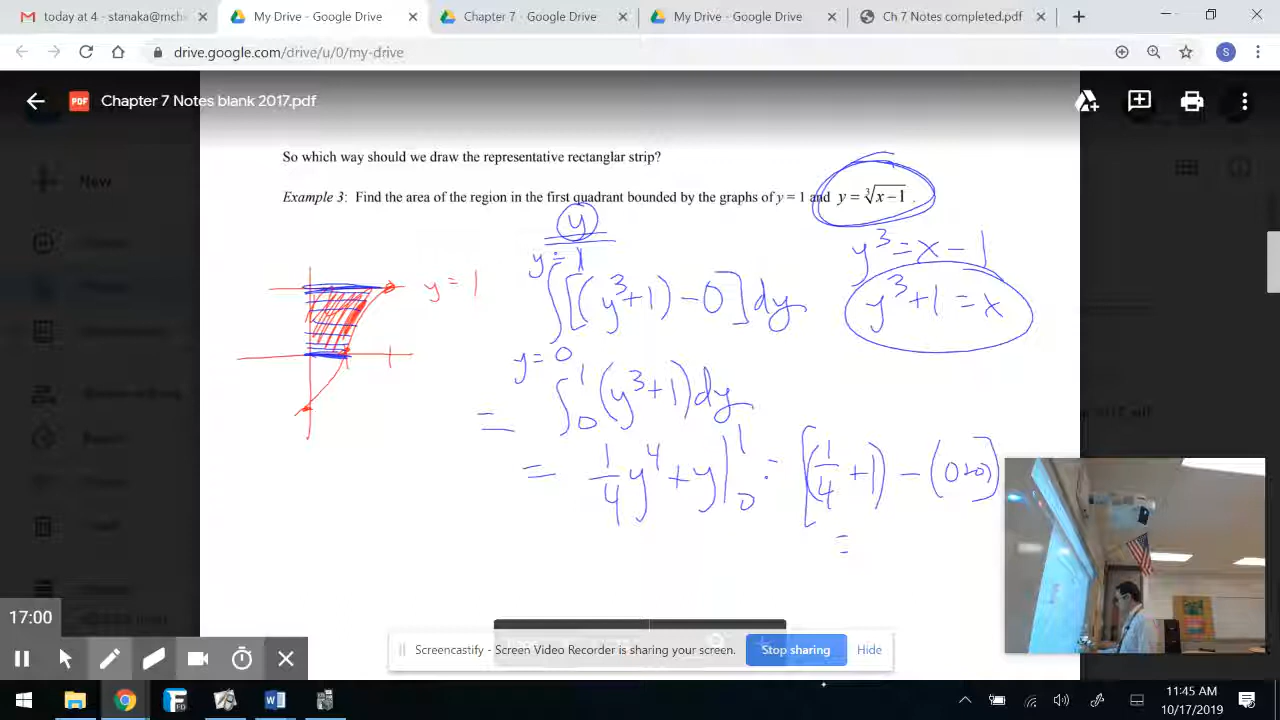 today at 4 - stanaka@mch
My Drive - Google Drive
Chapter 7 - Google Drive
My Drive - Google Drive
Ch 7 Notes completed.pdf
drive.google.com/drive/u/0/my-drive
S
PDF Chapter 7 Notes blank 2017.pdf
New
So which way should we draw the representative rectanglar strip?
Example 3: Find the area of the region in the first quadrant bounded by the graphs of y = 1 and y = ∛(x − 1) .
y
y³ = x − 1
y³ + 1 = x
y = 1
y = 1
∫ [(y³+1) − 0] dy
y = 0
= ∫₀¹ (y³+1) dy
= 1/4 y⁴ + y |₀¹ = [(1/4 + 1) − (0+0)]
=
17:00
Screencastify - Screen Video Recorder is sharing your screen.
Stop sharing
Hide
11:45 AM
10/17/2019